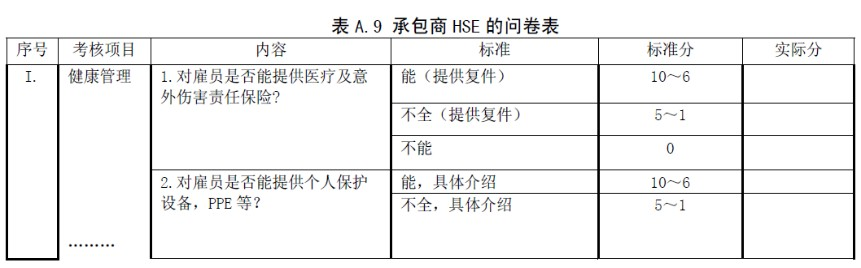 表 A.9 承包商 HSE 的问卷表
序号 考核项目 内容 标准 标准分 实际分
I. 健康管理 1.对雇员是否能提供医疗及意 能（提供复件） 10～6
外伤害责任保险?
不全（提供复件） 5～1
不能 0
2.对雇员是否能提供个人保护 能，具体介绍 10～6
设备，PPE 等？ 不全，具体介绍 5～1
………